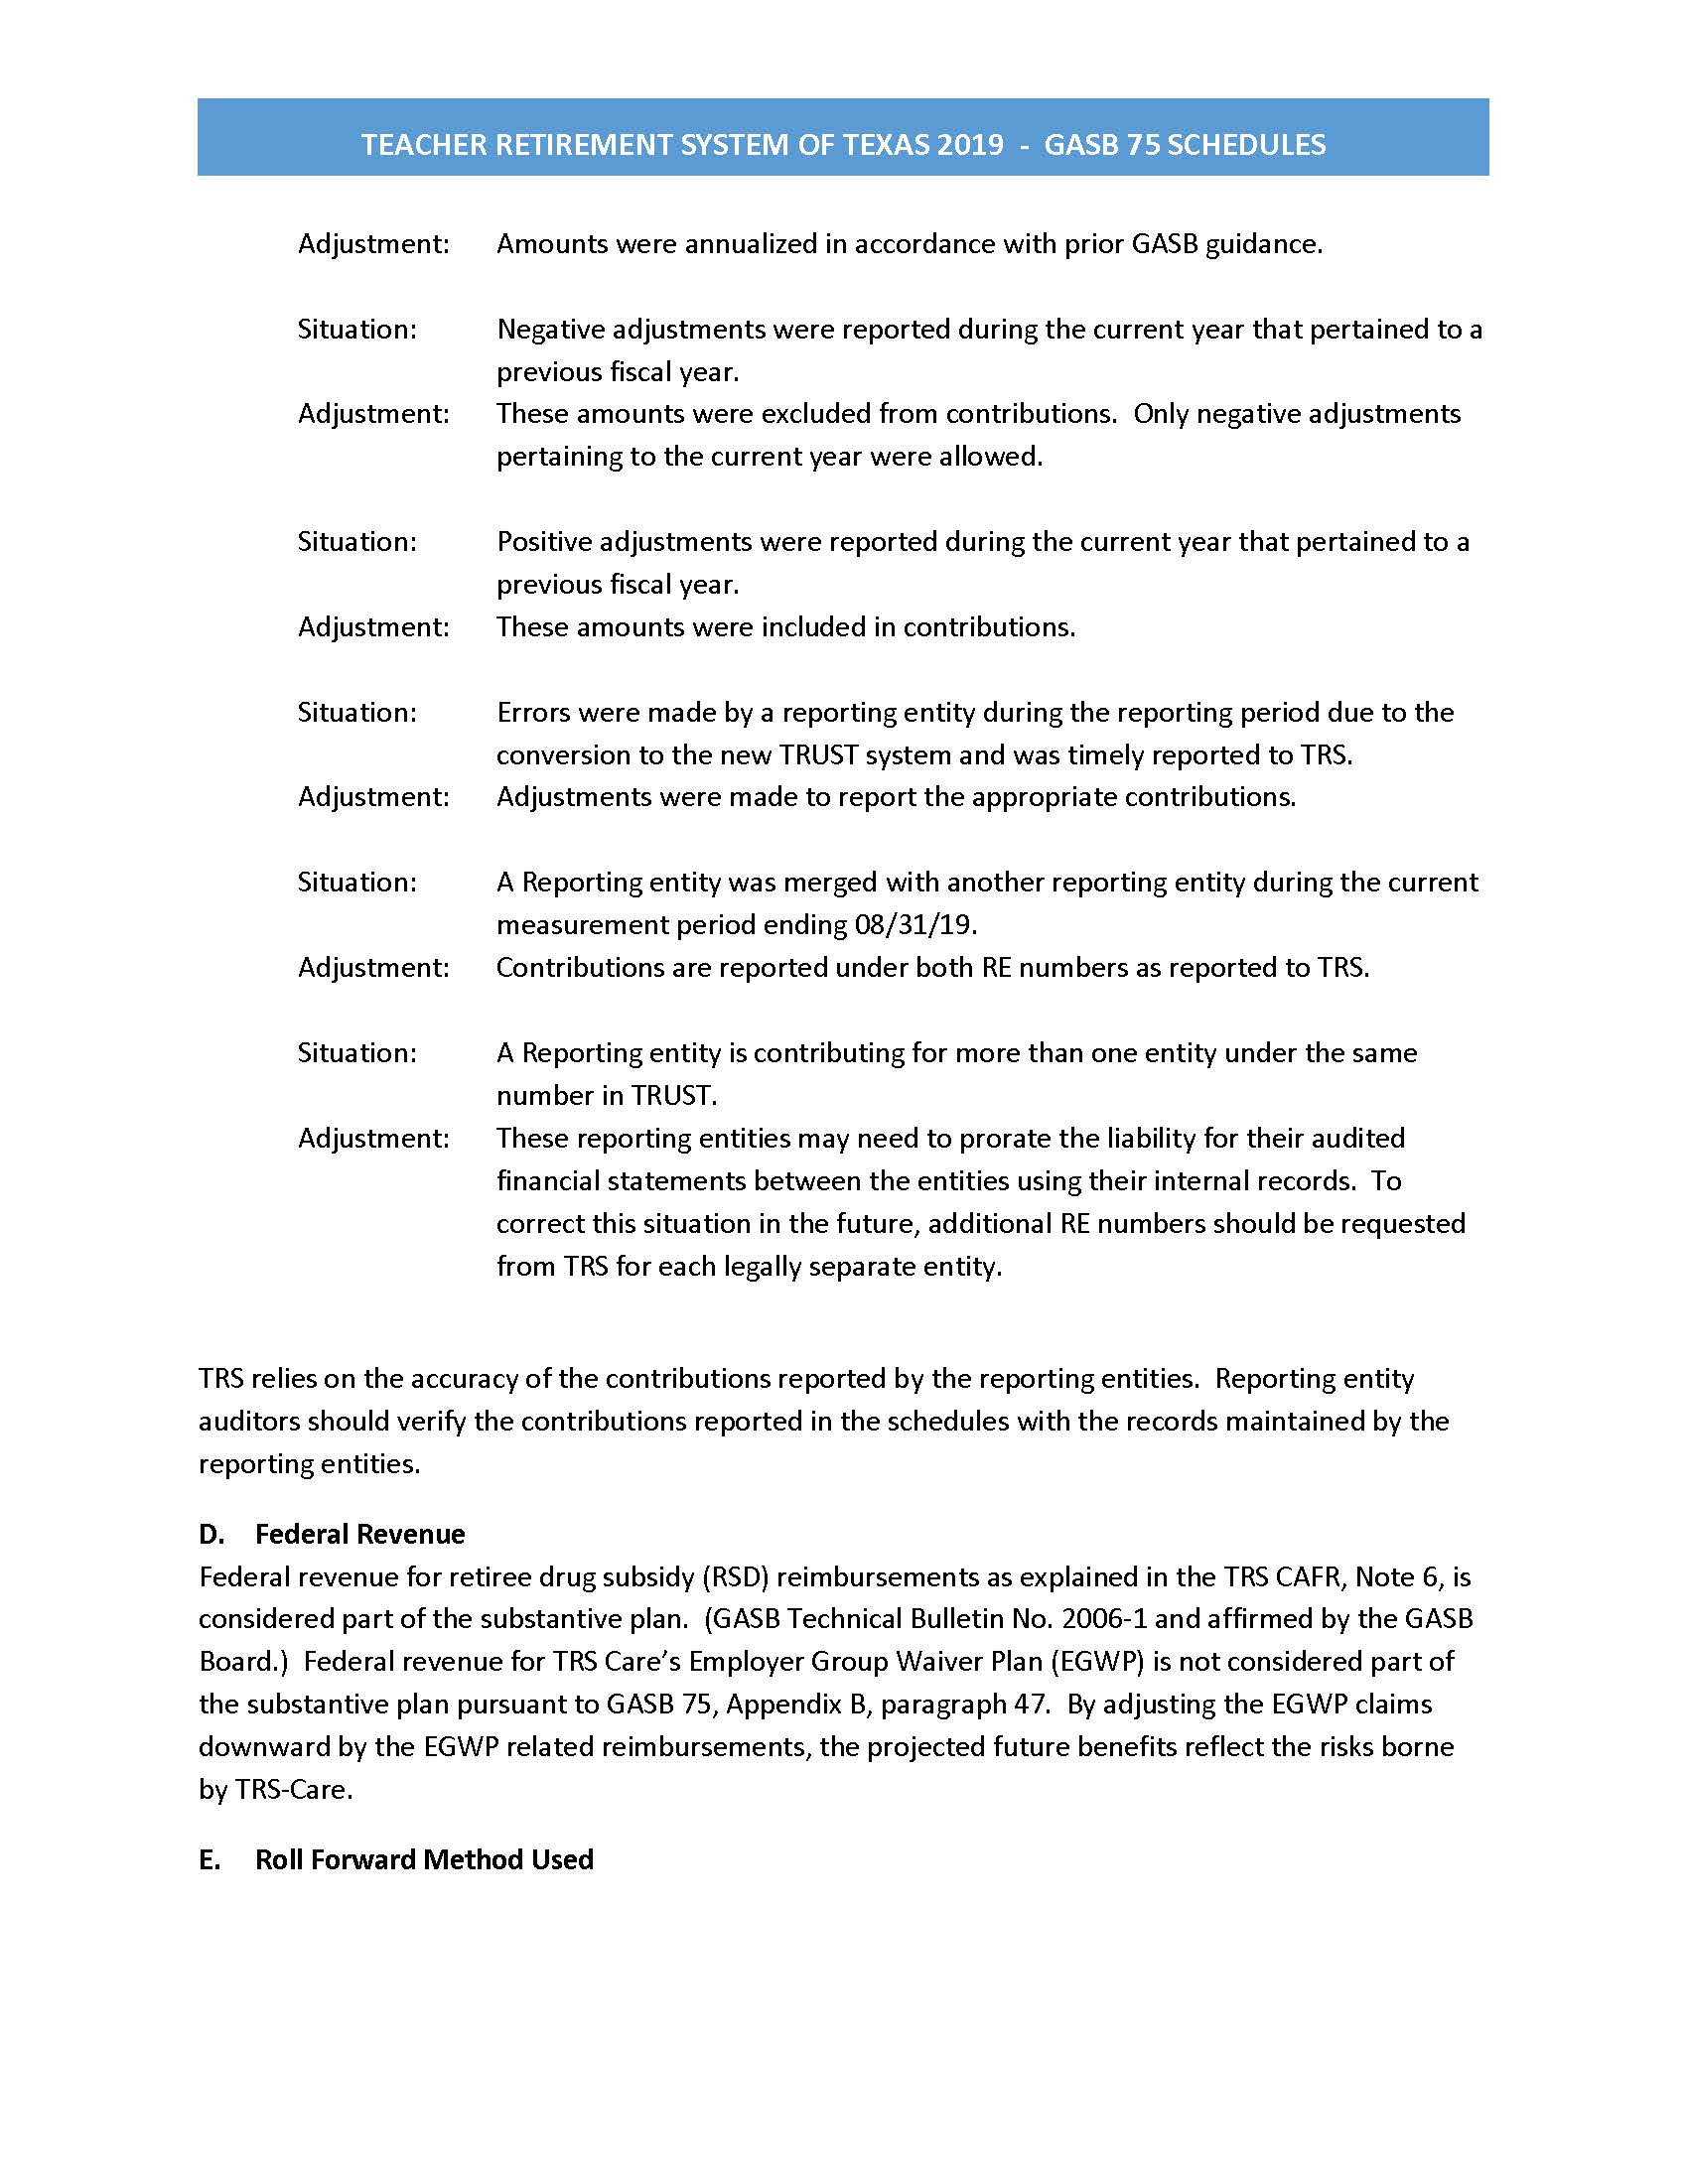 TEACHER RETIREMENT SYSTEM OF TEXAS 2019 - GASB 75 SCHEDULES
Adjustment: Amounts were annualized in accordance with prior GASB guidance.
Situation: Negative adjustments were reported during the current year that pertained to a
previous fiscal year.
Adjustment: These amounts were excluded from contributions. Only negative adjustments
pertaining to the current year were allowed.
Situation: Positive adjustments were reported during the current year that pertained to a
previous fiscal year.
Adjustment: These amounts were included in contributions.
Situation: Errors were made by a reporting entity during the reporting period due to the
conversion to the new TRUST system and was timely reported to TRS.
Adjustment: Adjustments were made to report the appropriate contributions.
Situation: A Reporting entity was merged with another reporting entity during the current
measurement period ending 08/31/19.
Adjustment: Contributions are reported under both RE numbers as reported to TRS.
Situation: A Reporting entity is contributing for more than one entity under the same
number in TRUST.
Adjustment: These reporting entities may need to prorate the liability for their audited
financial statements between the entities using their internal records. To
correct this situation in the future, additional RE numbers should be requested
from TRS for each legally separate entity.
TRS relies on the accuracy of the contributions reported by the reporting entities. Reporting entity
auditors should verify the contributions reported in the schedules with the records maintained by the
reporting entities.
D. Federal Revenue
Federal revenue for retiree drug subsidy (RSD) reimbursements as explained in the TRS CAFR, Note 6, is
considered part of the substantive plan. (GASB Technical Bulletin No. 2006-1 and affirmed by the GASB
Board.) Federal revenue for TRS Care’s Employer Group Waiver Plan (EGWP) is not considered part of
the substantive plan pursuant to GASB 75, Appendix B, paragraph 47. By adjusting the EGWP claims
downward by the EGWP related reimbursements, the projected future benefits reflect the risks borne
by TRS-Care.
E. Roll Forward Method Used